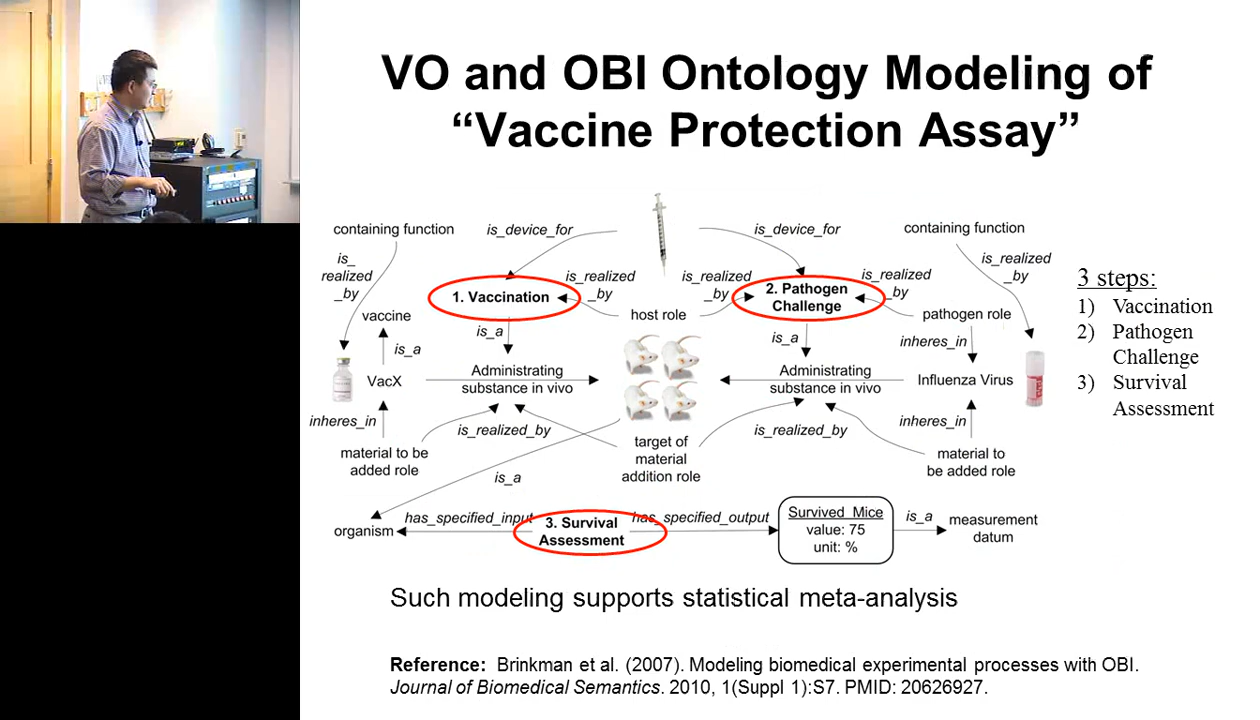 VO and OBI Ontology Modeling of
“Vaccine Protection Assay”
containing function
is_device_for
is_device_for
containing function
is_
realized
_by
is_realized
_by
is_realized
_by
is_realized
_by
is_realized
_by
1. Vaccination
2. Pathogen
Challenge
3 steps:
1) Vaccination
2) Pathogen
Challenge
3) Survival
Assessment
vaccine
host role
pathogen role
is_a
is_a
is_a
inheres_in
VacX
Administrating
substance in vivo
Administrating
substance in vivo
Influenza Virus
inheres_in
is_realized_by
is_realized_by
inheres_in
material to be
added role
target of
material
addition role
material to
be added role
is_a
organism
has_specified_input
3. Survival
Assessment
has_specified_output
Survived Mice
value: 75
unit: %
is_a
measurement
datum
Such modeling supports statistical meta-analysis
Reference: Brinkman et al. (2007). Modeling biomedical experimental processes with OBI.
Journal of Biomedical Semantics. 2010, 1(Suppl 1):S7. PMID: 20626927.